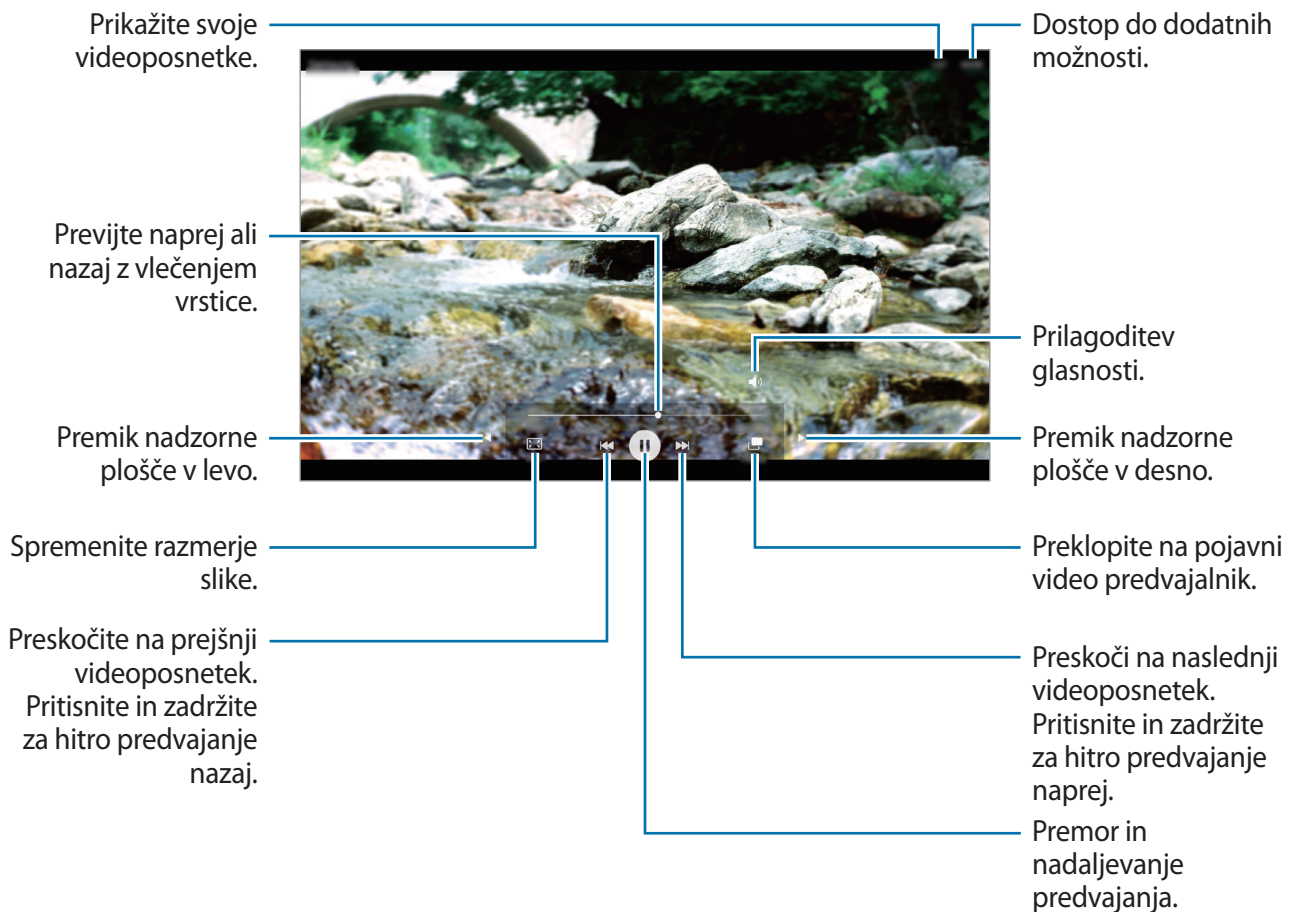 Prikažite svoje
videoposnetke.
Dostop do dodatnih
možnosti.
Previjte naprej ali
nazaj z vlečenjem
vrstice.
Prilagoditev
glasnosti.
Premik nadzorne
plošče v levo.
Premik nadzorne
plošče v desno.
Spremenite razmerje
slike.
Preklopite na pojavni
video predvajalnik.
Preskočite na prejšnji
videoposnetek.
Pritisnite in zadržite
za hitro predvajanje
nazaj.
Preskoči na naslednji
videoposnetek.
Pritisnite in zadržite
za hitro predvajanje
naprej.
Premor in
nadaljevanje
predvajanja.